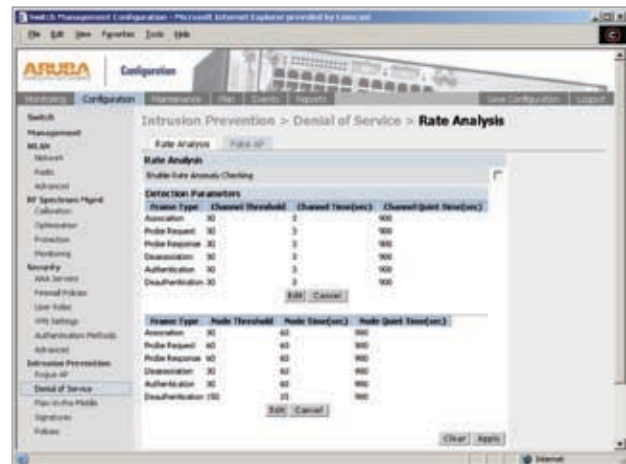 Switch Management Configuration - Microsoft Internet Explorer provided by Comcast
File Edit View Favorites Tools Help
ARUBA
Configuration
Monitoring Configuration Maintenance Plan Events Reports Save Configuration Logout
Switch
Management
WLAN
Network
Radio
Advanced
RF Spectrum Mgmt
Calibration
Optimization
Protection
Monitoring
Security
AAA Servers
Firewall Policies
User Roles
VPN Settings
Authentication Methods
Advanced
Intrusion Prevention
Rogue AP
Denial of Service
Man-in-the-Middle
Signatures
Policies
Intrusion Prevention > Denial of Service > Rate Analysis
Rate Analysis Fake AP
Rate Analysis
Enable Rate Anomaly Checking
Detection Parameters
Frame Type Channel Threshold Channel Time(sec) Channel Quiet Time(sec)
Association 30 3 900
Probe Request 30 3 900
Probe Response 30 3 900
Disassociation 30 3 900
Authentication 30 3 900
Deauthentication 30 3 900
Edit Cancel
Frame Type Node Threshold Node Time(sec) Node Quiet Time(sec)
Association 30 60 900
Probe Request 60 60 900
Probe Response 60 60 900
Disassociation 30 60 900
Authentication 30 60 900
Deauthentication
Edit Cancel
Clear Apply
Internet